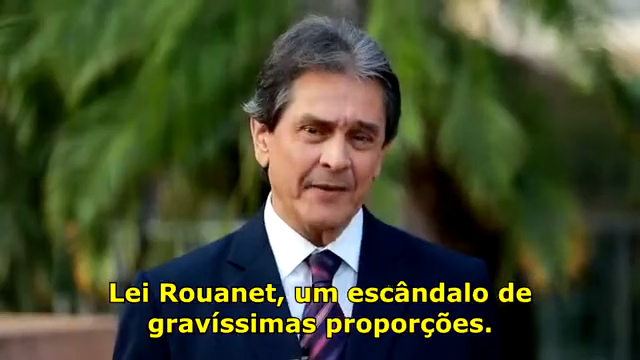 Lei Rouanet, um escândalo de
gravíssimas proporções.